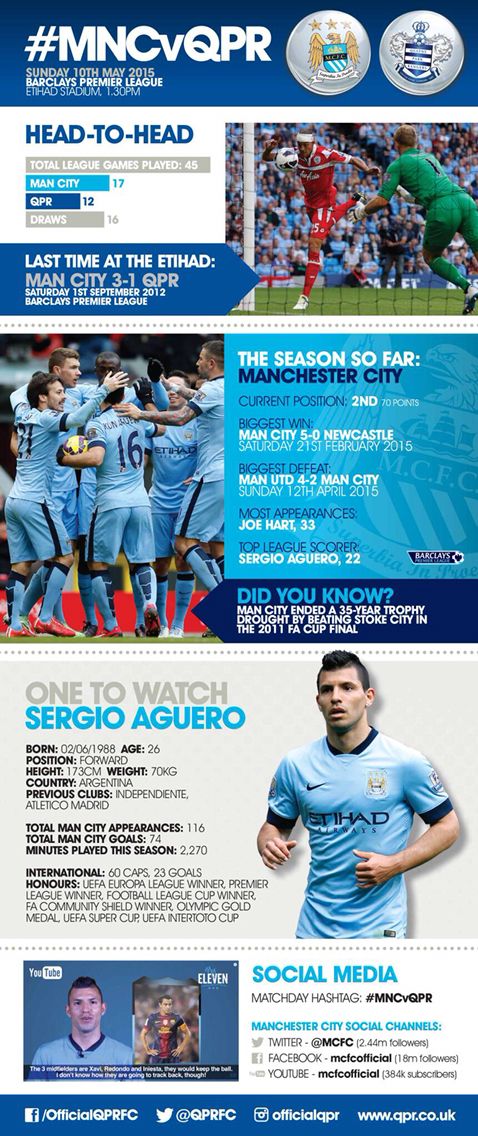 #MNCvQPR
SUNDAY 10TH MAY 2015
BARCLAYS PREMIER LEAGUE
ETIHAD STADIUM, 1.30PM
M.C.F.C.
HEAD-TO-HEAD
TOTAL LEAGUE GAMES PLAYED: 45
MAN CITY 17
QPR 12
DRAWS 16
LAST TIME AT THE ETIHAD:
MAN CITY 3-1 QPR
SATURDAY 1ST SEPTEMBER 2012
BARCLAYS PREMIER LEAGUE
THE SEASON SO FAR:
MANCHESTER CITY
CURRENT POSITION: 2ND 70 POINTS
BIGGEST WIN:
MAN CITY 5-0 NEWCASTLE
SATURDAY 21ST FEBRUARY 2015
BIGGEST DEFEAT:
MAN UTD 4-2 MAN CITY
SUNDAY 12TH APRIL 2015
MOST APPEARANCES:
JOE HART, 33
TOP LEAGUE SCORER:
SERGIO AGUERO, 22
BARCLAYS
PREMIER LEAGUE
21
16
ETIHAD
DID YOU KNOW?
MAN CITY ENDED A 35-YEAR TROPHY
DROUGHT BY BEATING STOKE CITY IN
THE 2011 FA CUP FINAL
ONE TO WATCH
SERGIO AGUERO
BORN: 02/06/1988 AGE: 26
POSITION: FORWARD
HEIGHT: 173CM WEIGHT: 70KG
COUNTRY: ARGENTINA
PREVIOUS CLUBS: INDEPENDIENTE,
ATLETICO MADRID
TOTAL MAN CITY APPEARANCES: 116
TOTAL MAN CITY GOALS: 74
MINUTES PLAYED THIS SEASON: 2,270
INTERNATIONAL: 60 CAPS, 23 GOALS
HONOURS: UEFA EUROPA LEAGUE WINNER, PREMIER
LEAGUE WINNER, FOOTBALL LEAGUE CUP WINNER,
FA COMMUNITY SHIELD WINNER, OLYMPIC GOLD
MEDAL, UEFA SUPER CUP, UEFA INTERTOTO CUP
ETIHAD
AIRWAYS
YouTube
ELEVEN
The 3 midfielders are Xavi, Redondo and Iniesta, they would keep the ball.
I don't know how they are going to track back, though!
SOCIAL MEDIA
MATCHDAY HASHTAG: #MNCvQPR
MANCHESTER CITY SOCIAL CHANNELS:
TWITTER - @MCFC (2.44m followers)
FACEBOOK - mcfcofficial (18m followers)
YOUTUBE - mcfcofficial (384k subscribers)
/OfficialQPRFC @QPRFC officialqpr www.qpr.co.uk